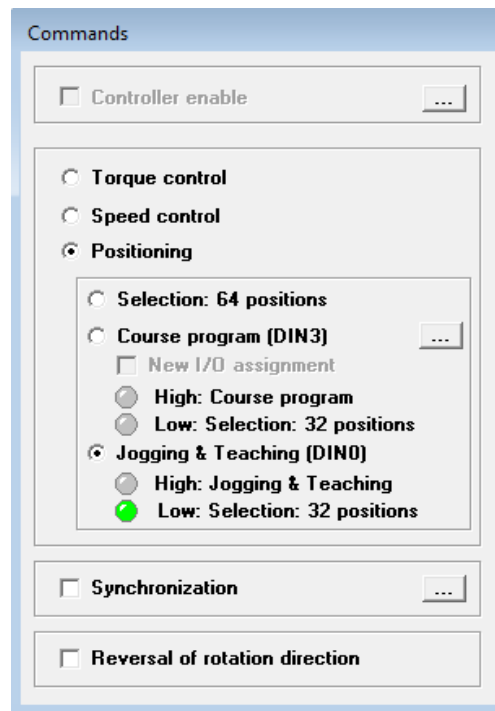 Commands
Controller enable
...
Torque control
Speed control
Positioning
Selection: 64 positions
Course program (DIN3)
...
New I/O assignment
High: Course program
Low: Selection: 32 positions
Jogging & Teaching (DIN0)
High: Jogging & Teaching
Low: Selection: 32 positions
Synchronization
...
Reversal of rotation direction